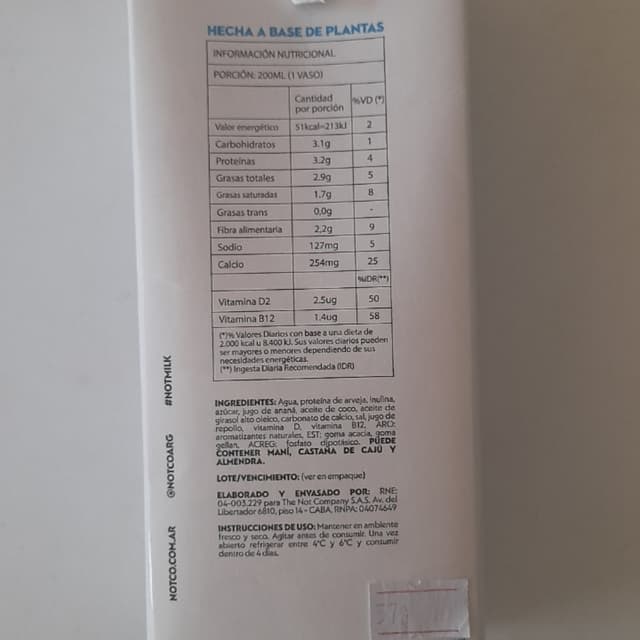 HECHA A BASE DE PLANTAS
INFORMACIÓN NUTRICIONAL
PORCIÓN: 200ML (1 VASO)
Cantidad por porción %VD (*)
Valor energético 51kcal=213kJ 2
Carbohidratos 3.1g 1
Proteínas 3.2g 4
Grasas totales 2.9g 5
Grasas saturadas 1.7g 8
Grasas trans 0,0g -
Fibra alimentaria 2,2g 9
Sodio 127mg 5
Calcio 254mg 25
%IDR(**)
Vitamina D2 2.5ug 50
Vitamina B12 1.4ug 58
(*)% Valores Diarios con base a una dieta de
2.000 kcal u 8.400 kJ. Sus valores diarios pueden
ser mayores o menores dependiendo de sus
necesidades energéticas.
(**) Ingesta Diaria Recomendada (IDR)
INGREDIENTES: Agua, proteína de arveja, inulina,
azúcar, jugo de ananá, aceite de coco, aceite de
girasol alto oleico, carbonato de calcio, sal, jugo de
repollo, vitamina D, vitamina B12, ARO:
aromatizantes naturales, EST: goma acacia, goma
gellan, ACREG: fosfato dipotásico. PUEDE
CONTENER MANÍ, CASTAÑA DE CAJÚ Y
ALMENDRA.
LOTE/VENCIMIENTO: (ver en empaque)
ELABORADO Y ENVASADO POR: RNE:
04-003.229 para The Not Company S.A.S. Av. del
Libertador 6810, piso 14 - CABA. RNPA: 04074649
INSTRUCCIONES DE USO: Mantener en ambiente
fresco y seco. Agitar antes de consumir. Una vez
abierto refrigerar entre 4°C y 6°C y consumir
dentro de 4 días.
NOTCO.COM.AR @NOTCOARG #NOTMILK